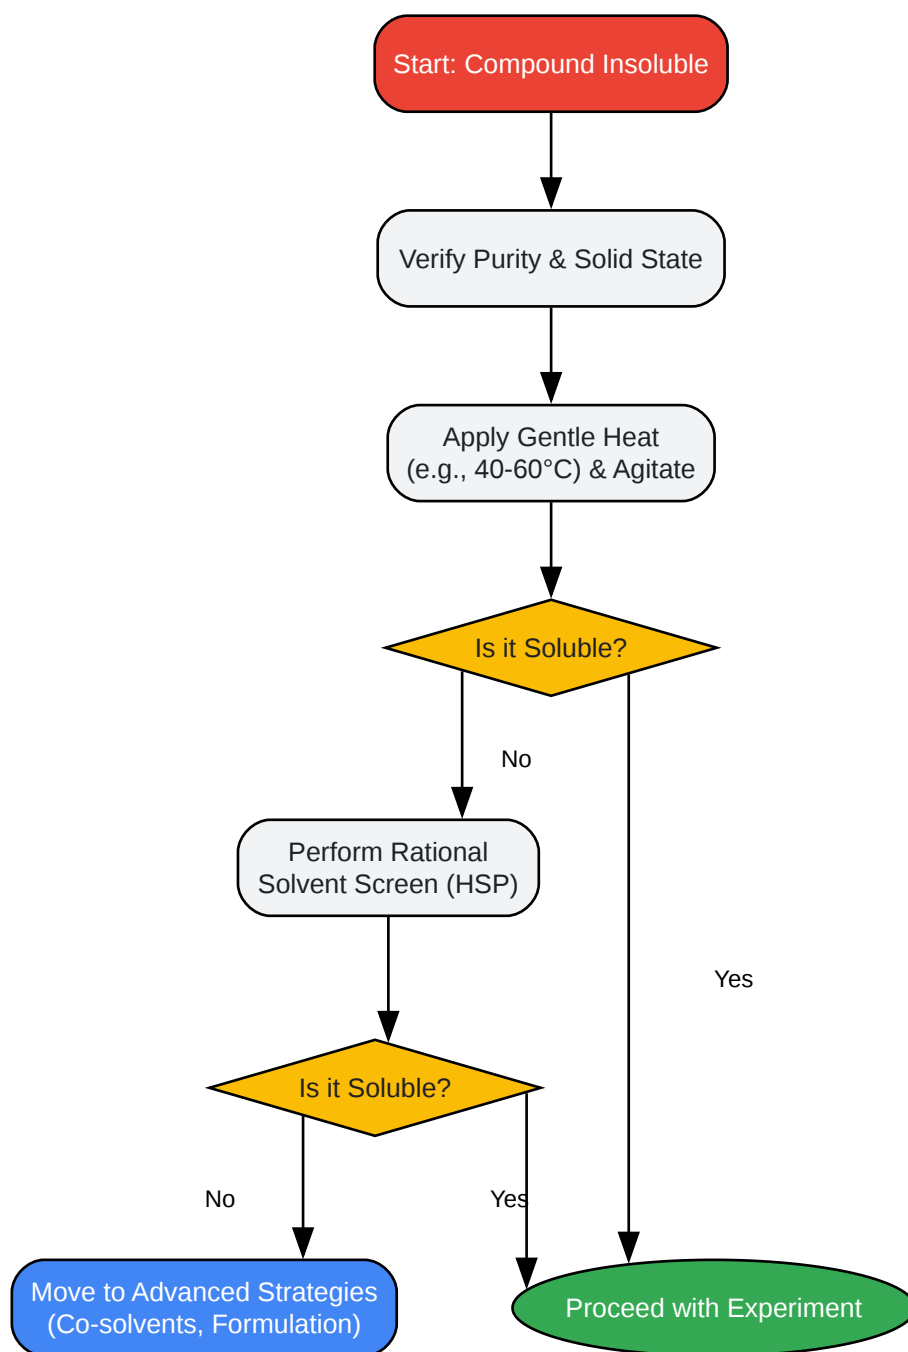 Start: Compound Insoluble
Verify Purity & Solid State
Apply Gentle Heat
(e.g., 40-60°C) & Agitate
Is it Soluble?
No
Perform Rational
Solvent Screen (HSP)
Yes
Is it Soluble?
No
Yes
Move to Advanced Strategies
(Co-solvents, Formulation)
Proceed with Experiment